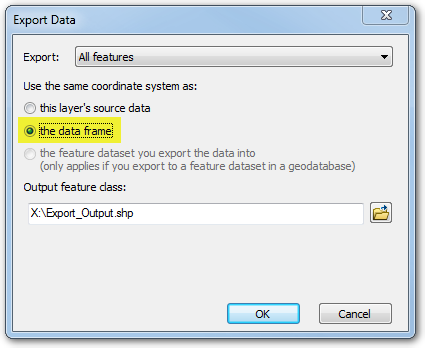 Export Data
Export: All features
Use the same coordinate system as:
this layer's source data
the data frame
the feature dataset you export the data into
(only applies if you export to a feature dataset in a geodatabase)
Output feature class:
X:\Export_Output.shp
OK Cancel